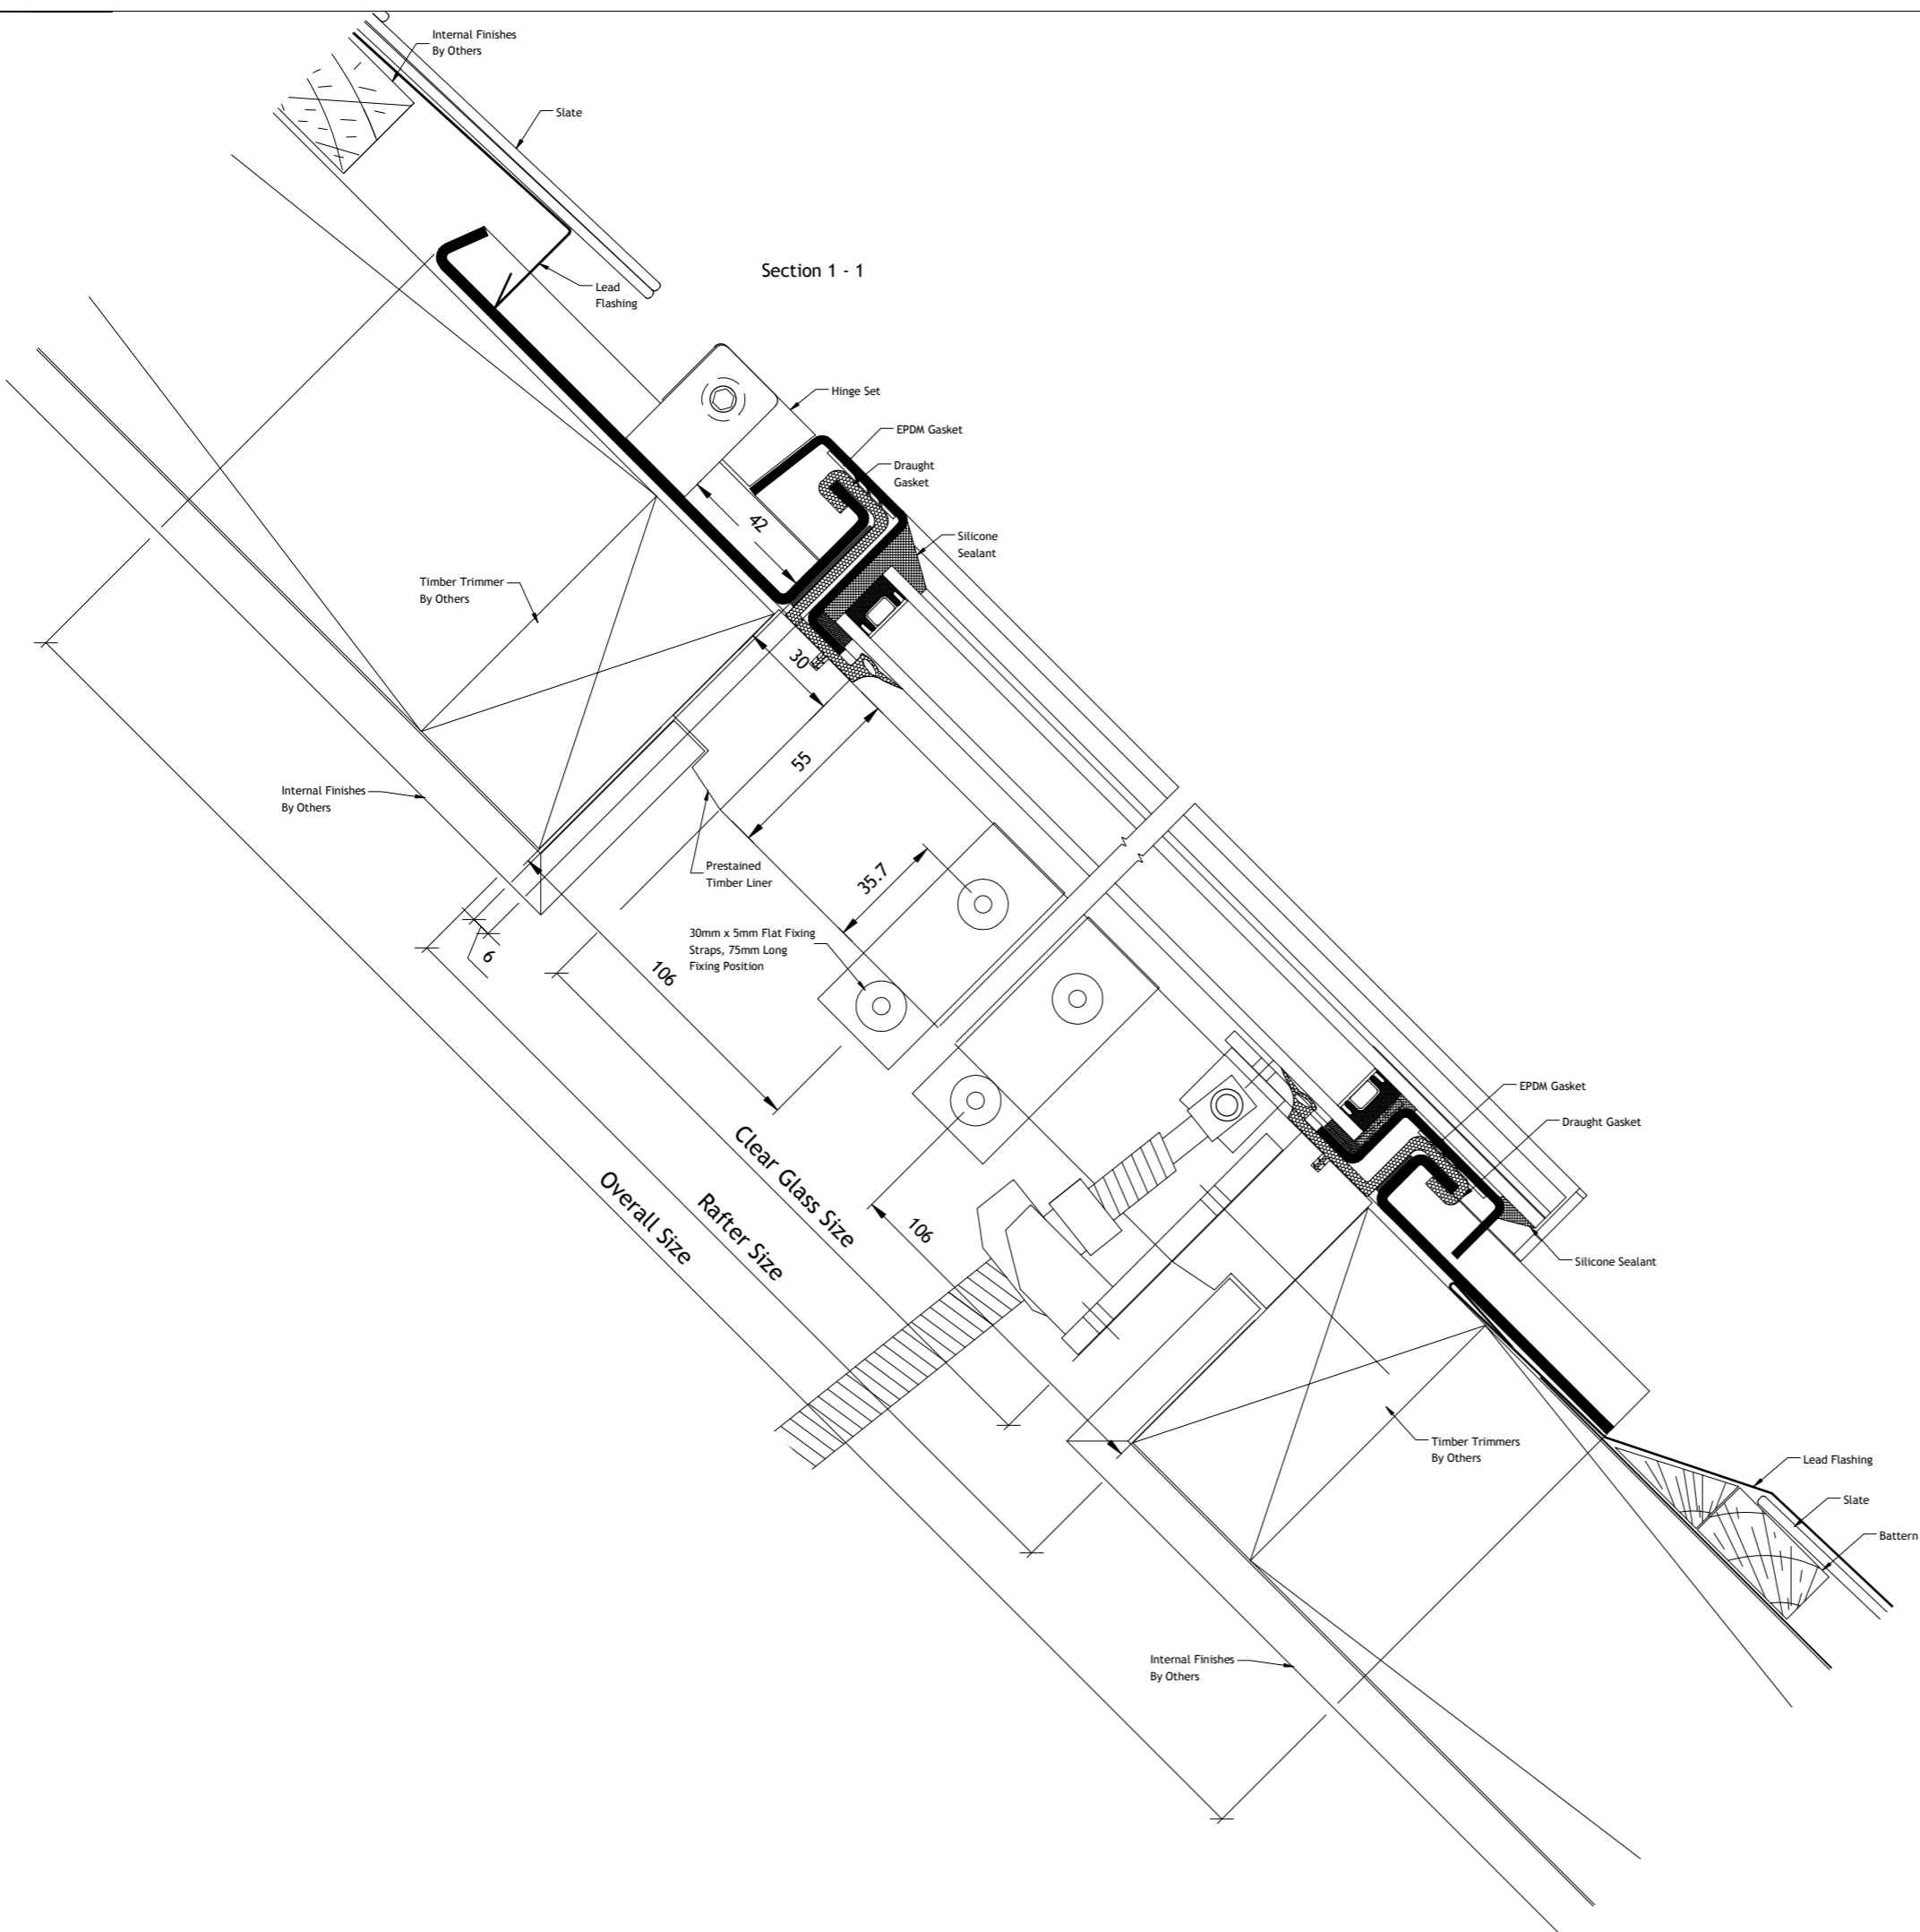 Internal Finishes
By Others
Slate
Section 1 - 1
Lead
Flashing
Hinge Set
EPDM Gasket
Draught
Gasket
42
Silicone
Sealant
Timber Trimmer
By Others
30
55
Internal Finishes
By Others
Prestained
Timber Liner
35.7
30mm x 5mm Flat Fixing
Straps, 75mm Long
Fixing Position
6
106
Clear Glass Size
Rafter Size
Overall Size
106
EPDM Gasket
Draught Gasket
Silicone Sealant
Timber Trimmers
By Others
Lead Flashing
Slate
Battern
Internal Finishes
By Others